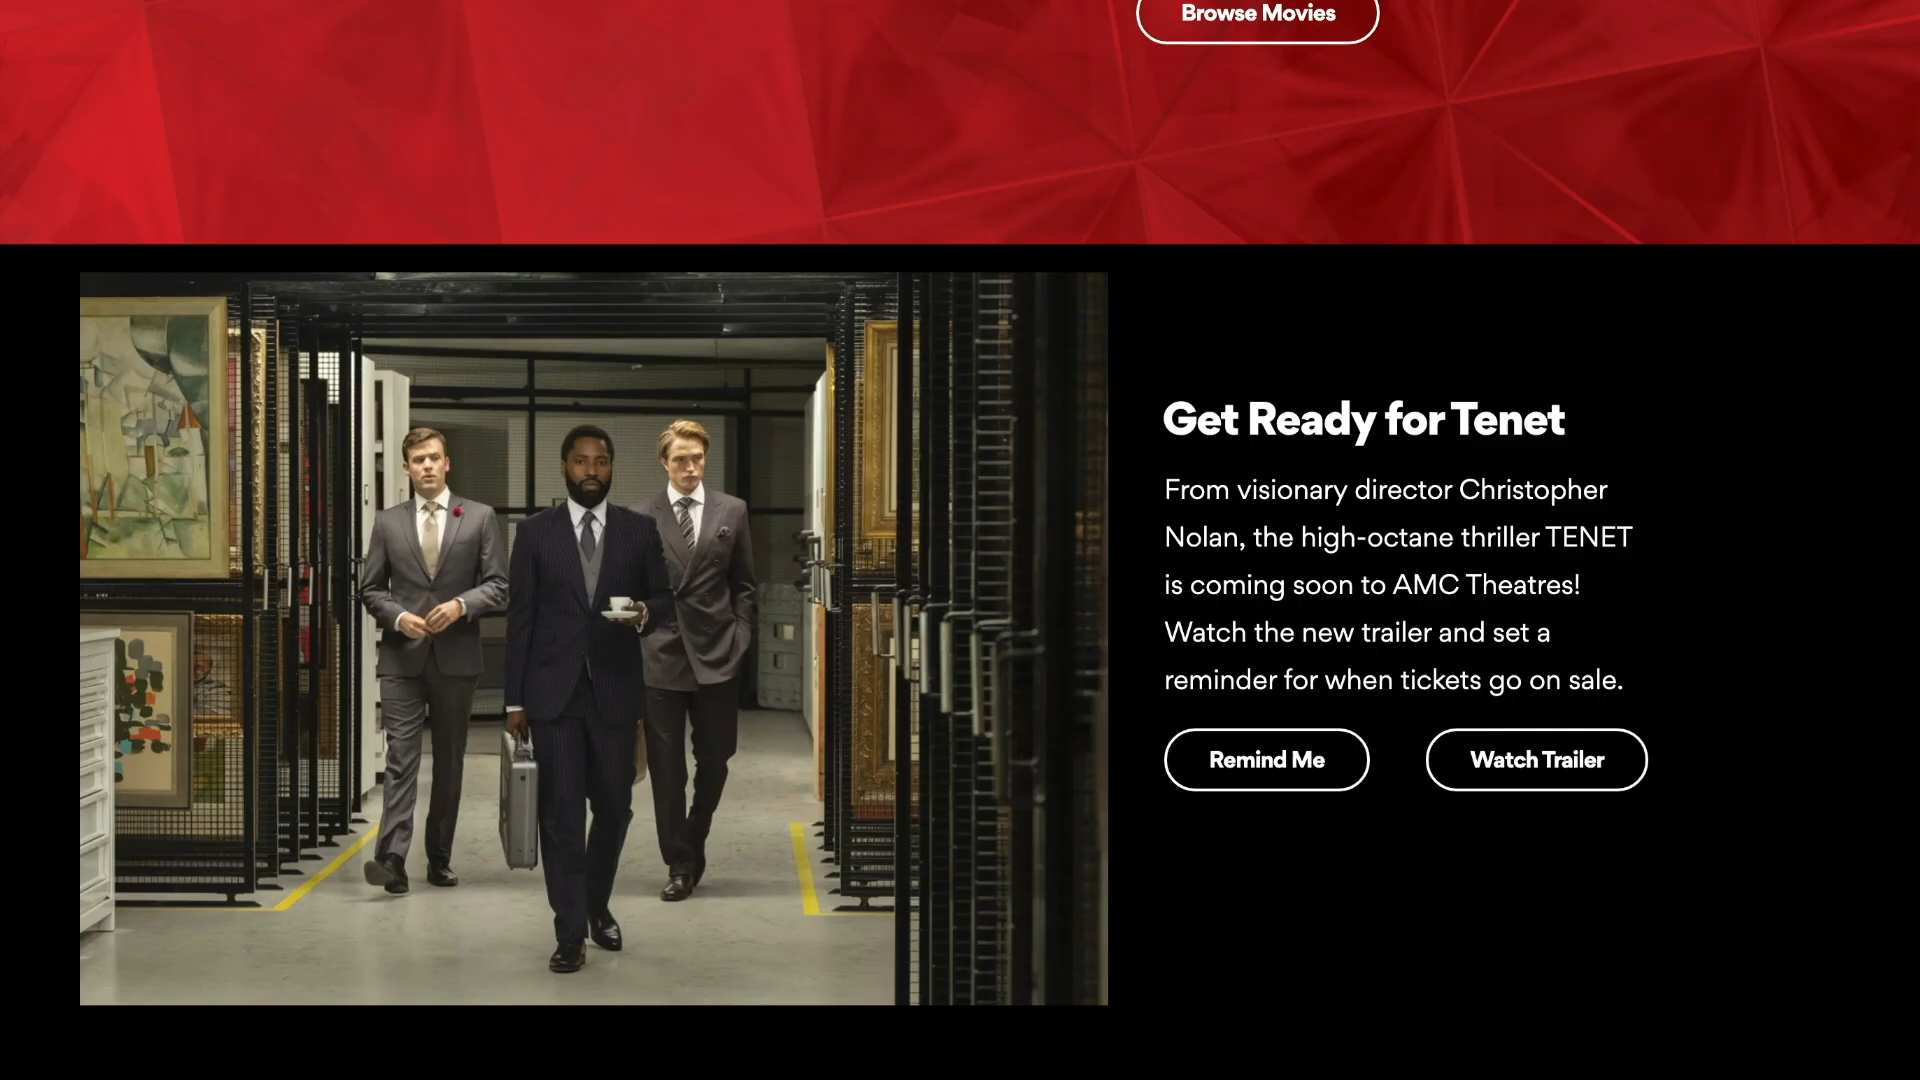 Browse Movies
Get Ready for Tenet
From visionary director Christopher
Nolan, the high-octane thriller TENET
is coming soon to AMC Theatres!
Watch the new trailer and set a
reminder for when tickets go on sale.
Remind Me
Watch Trailer